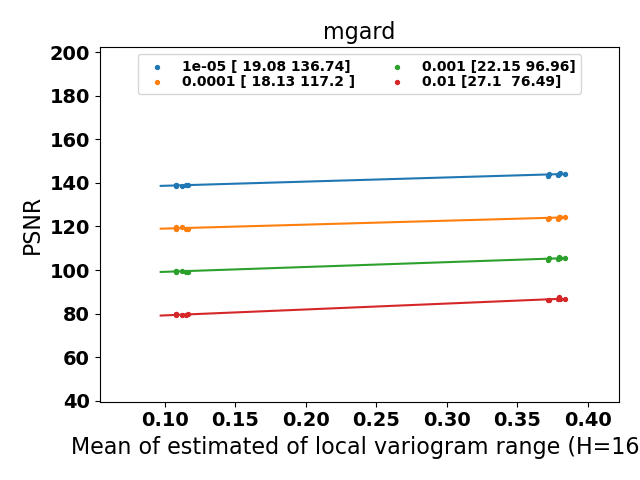 mgard
1e-05 [ 19.08 136.74]
0.0001 [ 18.13 117.2 ]
0.001 [22.15 96.96]
0.01 [27.1  76.49]
PSNR
200
180
160
140
120
100
80
60
40
0.10 0.15 0.20 0.25 0.30 0.35 0.40
Mean of estimated of local variogram range (H=16